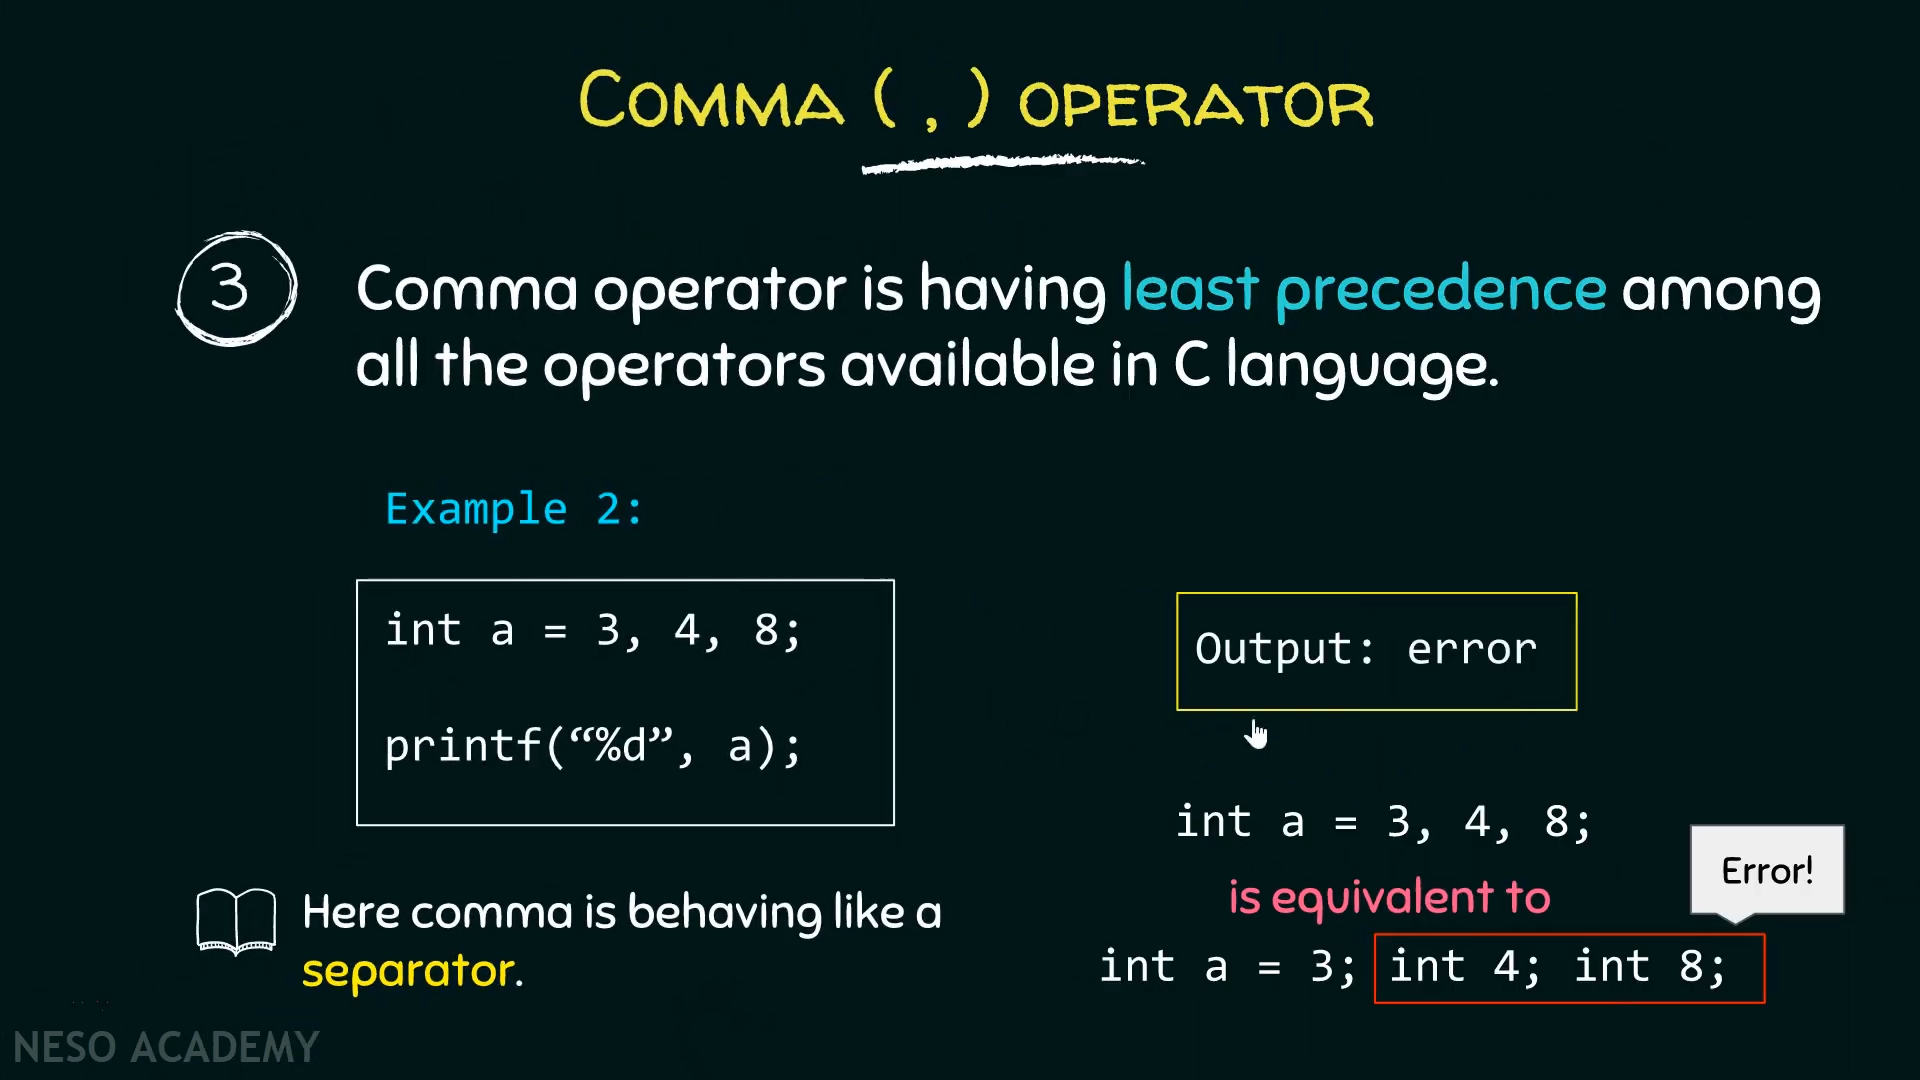 COMMA ( , ) OPERATOR
3
Comma operator is having least precedence among
all the operators available in C language.
Example 2:
int a = 3, 4, 8;
printf(“%d”, a);
Output: error
int a = 3, 4, 8;
is equivalent to
Error!
int a = 3; int 4; int 8;
Here comma is behaving like a
separator.
NESO ACADEMY